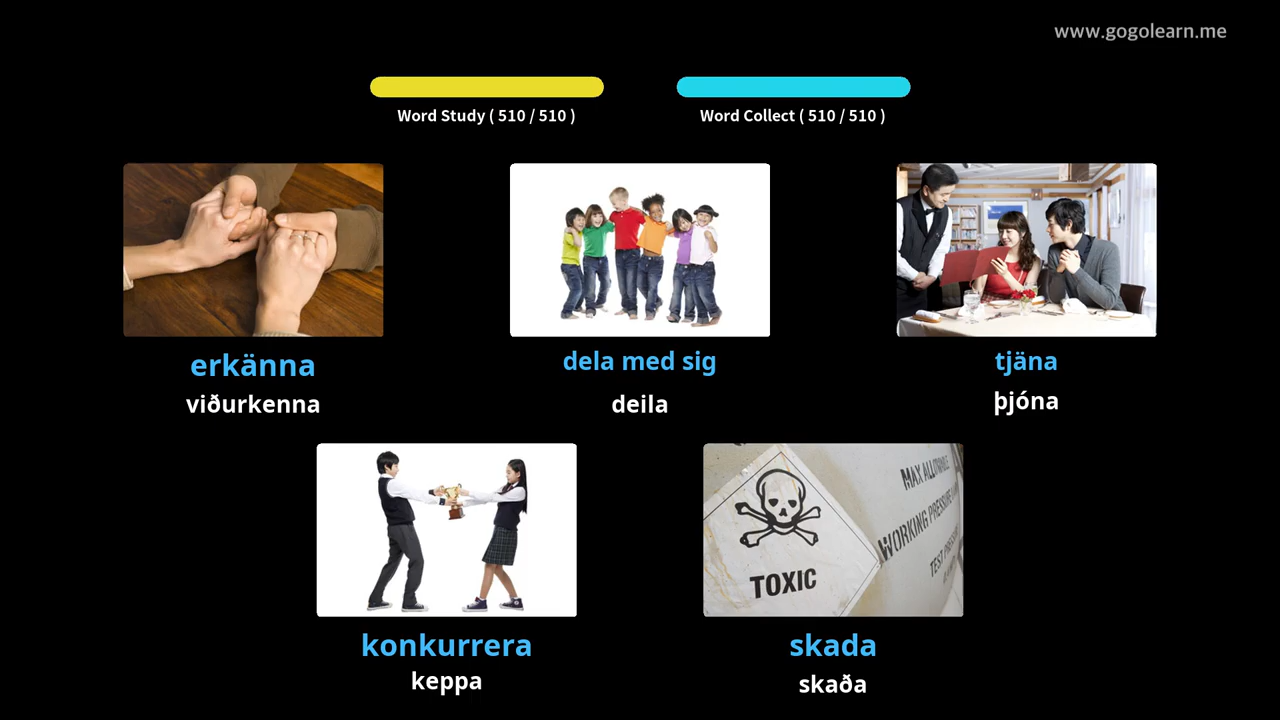 www.gogolearn.me
Word Study ( 510 / 510 )
Word Collect ( 510 / 510 )
erkänna
viðurkenna
dela med sig
deila
tjäna
þjóna
konkurrera
keppa
TOXIC
MAX ALLOWABLE
WORKING PRESSURE
skada
skaða